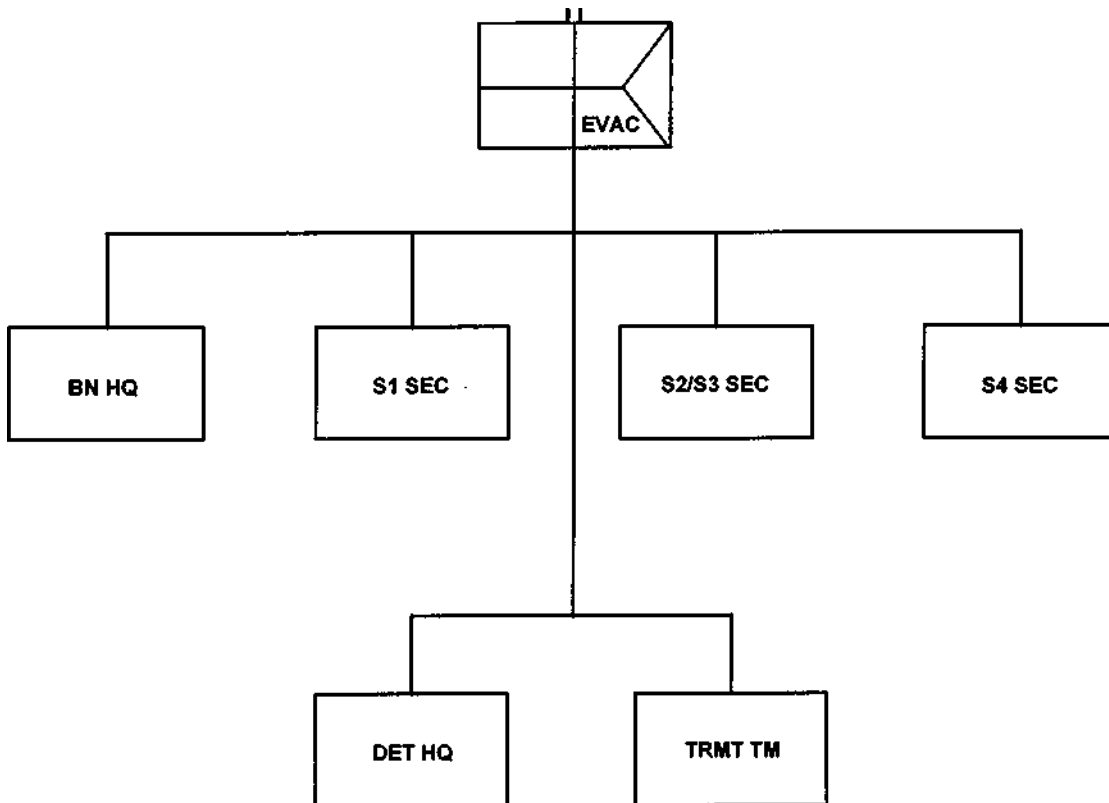 EVAC
BN HQ
S1 SEC
S2/S3 SEC
S4 SEC
DET HQ
TRMT TM